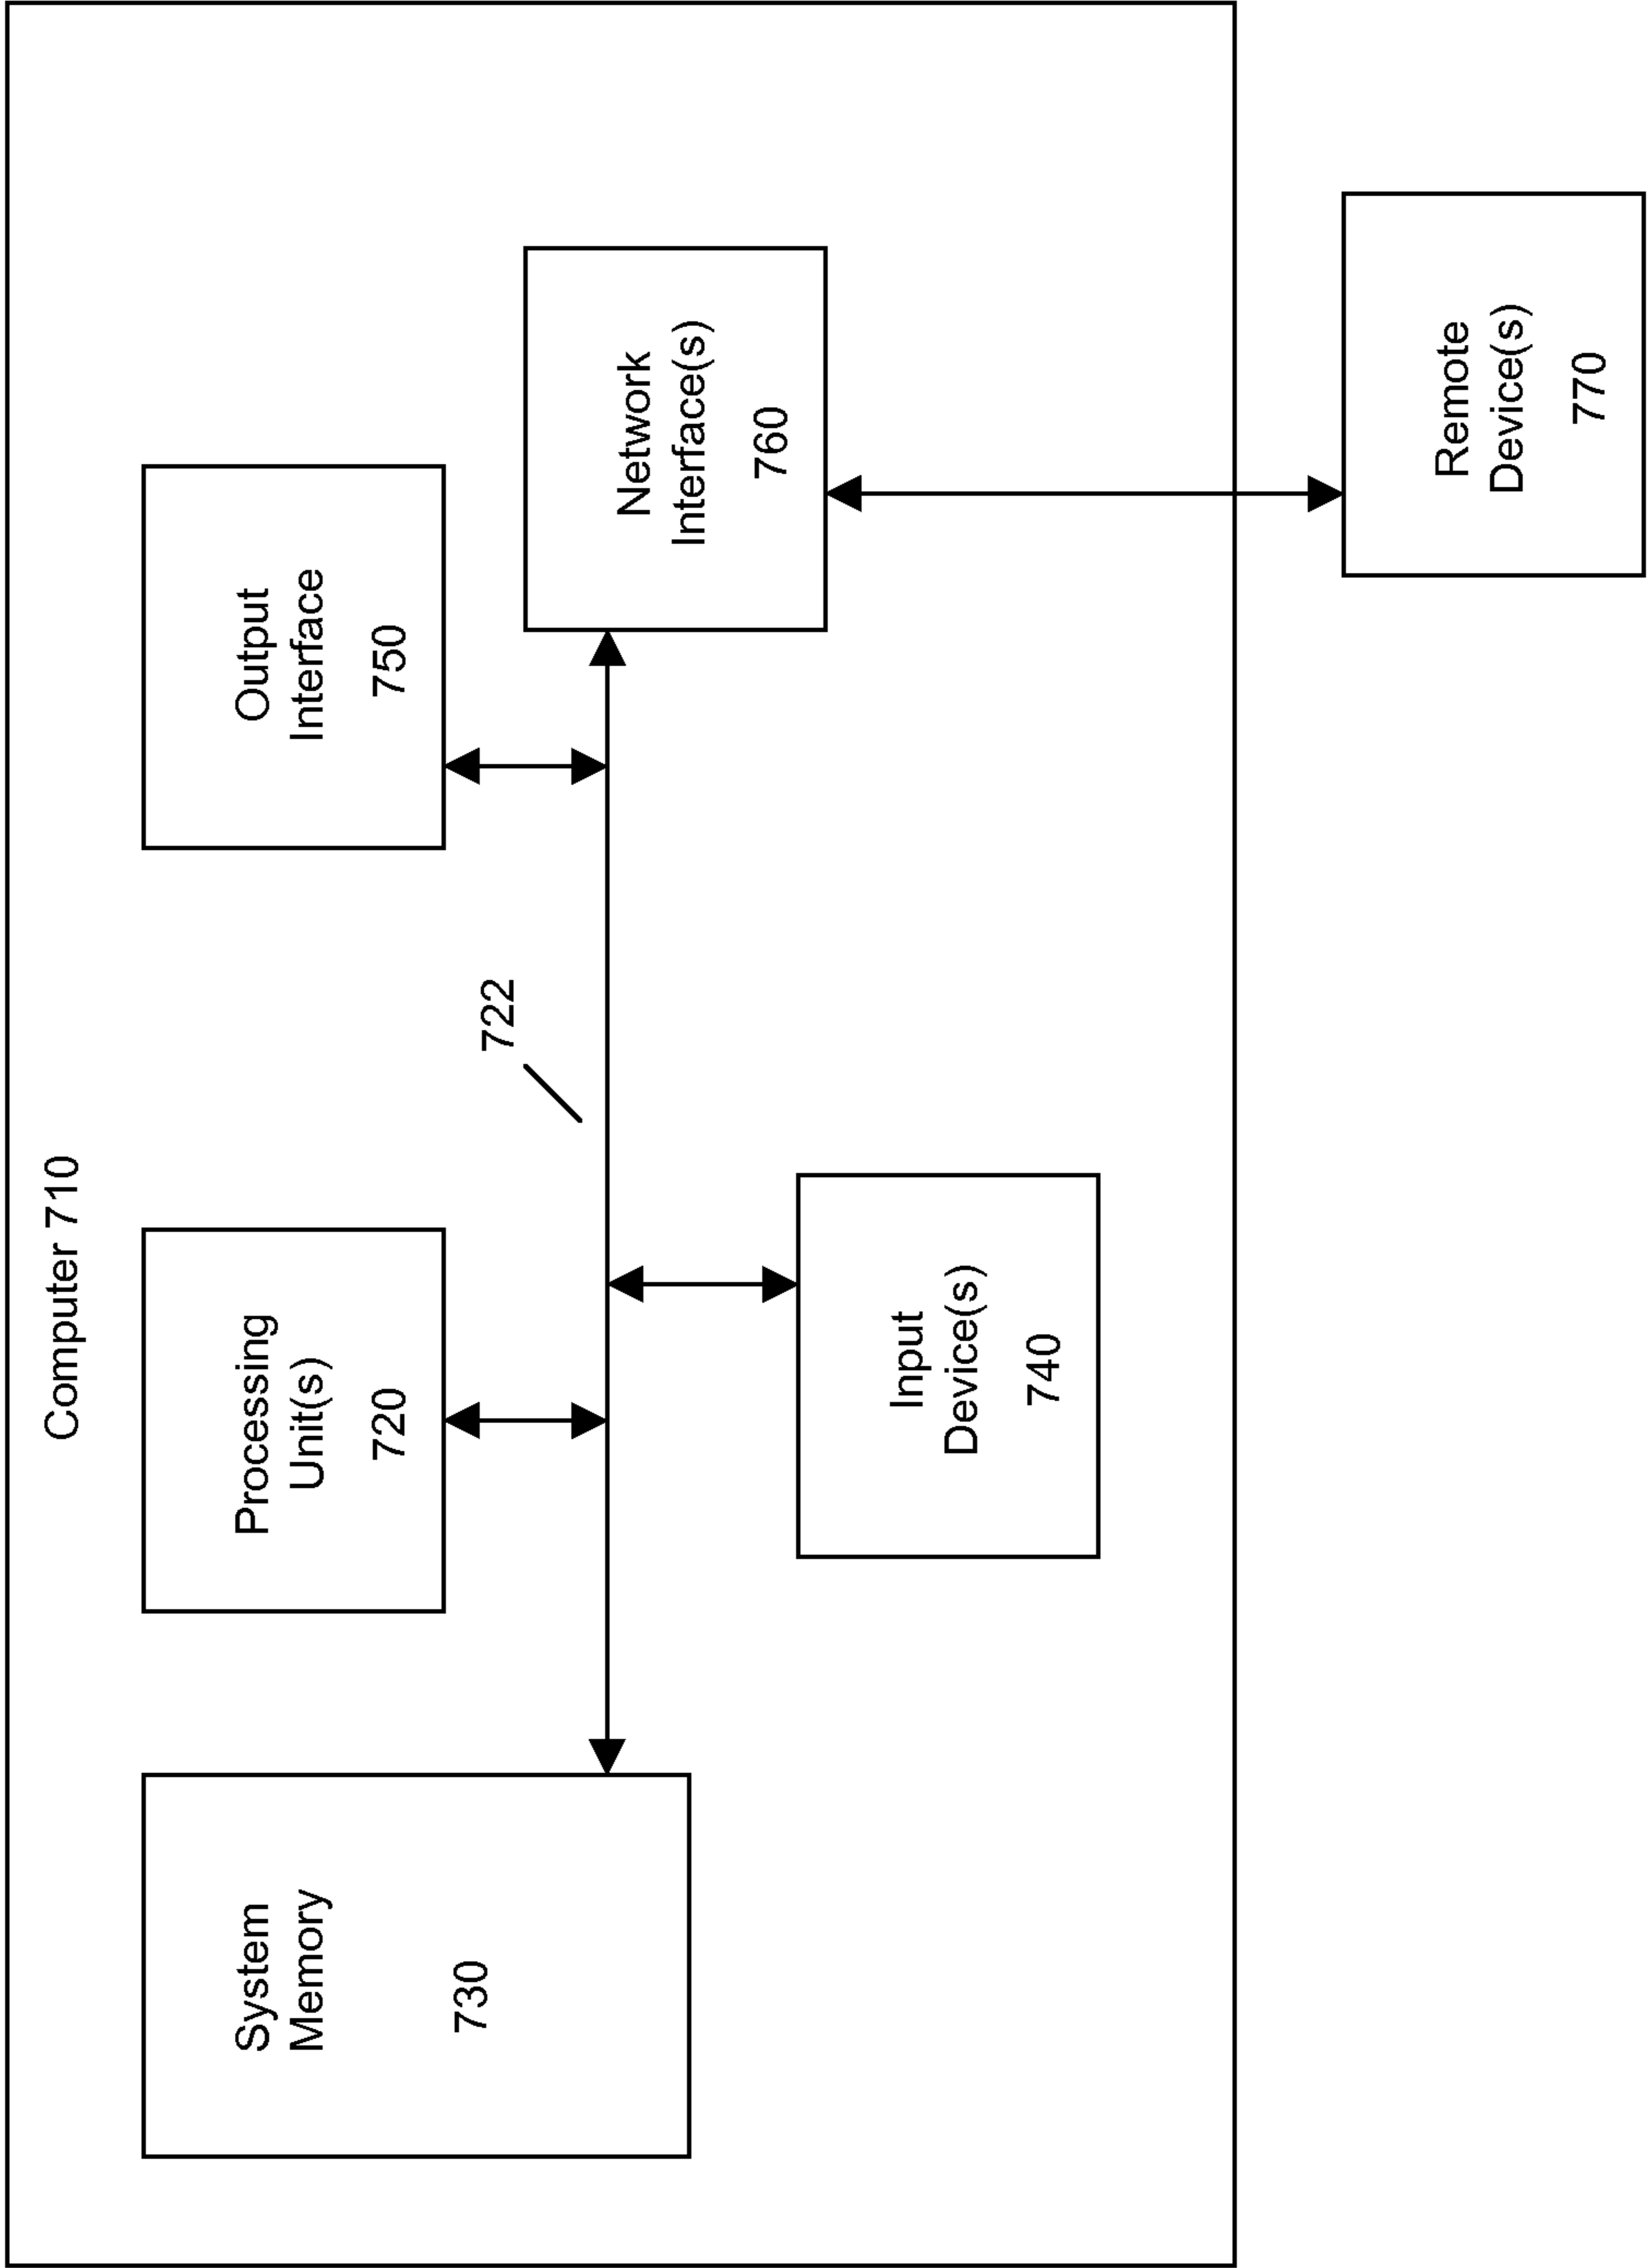 Computer 710
System
Memory
730
Processing
Unit(s)
720
722
Output
Interface
750
Input
Device(s)
740
Network
Interface(s)
760
Remote
Device(s)
770